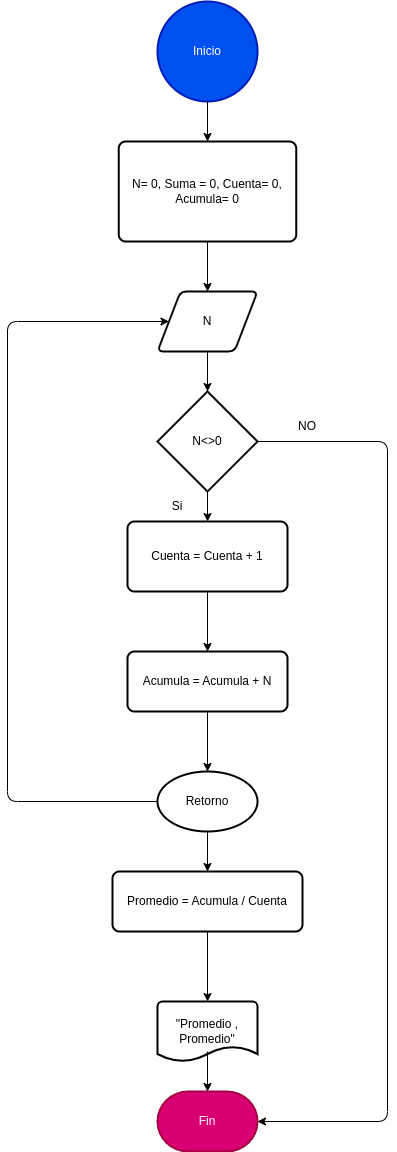 Inicio
N= 0, Suma = 0, Cuenta= 0,
Acumula= 0
N
N<>0
NO
Si
Cuenta = Cuenta + 1
Acumula = Acumula + N
Retorno
Promedio = Acumula / Cuenta
"Promedio ,
Promedio"
Fin